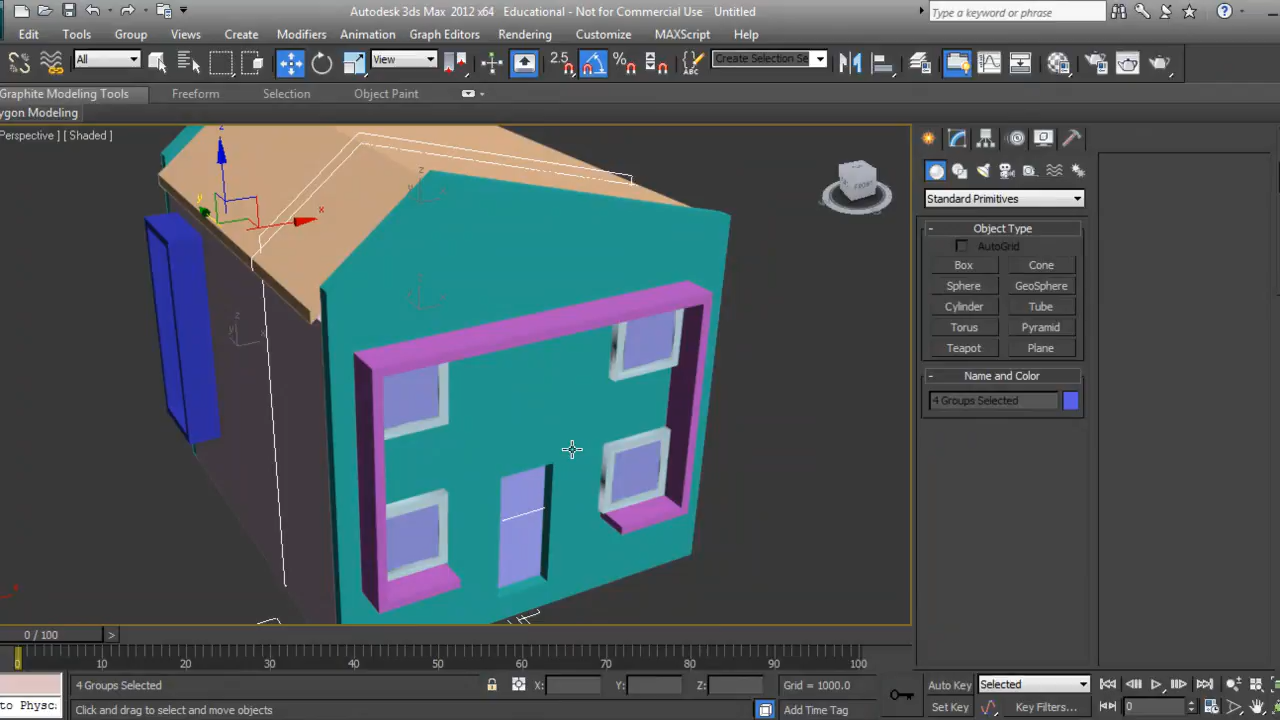 Autodesk 3ds Max 2012 x64 Educational - Not for Commercial Use Untitled
Type a keyword or phrase
Edit Tools Group Views Create Modifiers Animation Graph Editors Rendering Customize MAXScript Help
All View 2.5 Create Selection Se
Graphite Modeling Tools Freeform Selection Object Paint
ygon Modeling
Perspective ] [ Shaded ]
FRONT
Standard Primitives
- Object Type
AutoGrid
Box Cone
Sphere GeoSphere
Cylinder Tube
Torus Pyramid
Teapot Plane
- Name and Color
4 Groups Selected
z
y
x
0 / 100 >
10 20 30 40 50 60 70 80 90 100
4 Groups Selected X: Y: Z: Grid = 1000.0 Auto Key Selected
to Physc. Click and drag to select and move objects Add Time Tag Set Key Key Filters... 0